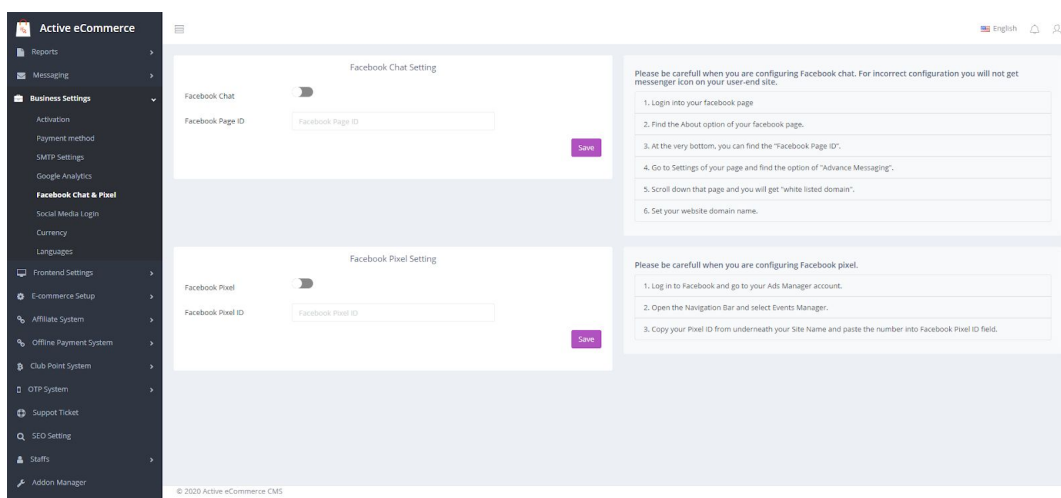 Active eCommerce
English
Reports
Messaging
Business Settings
Activation
Payment method
SMTP Settings
Google Analytics
Facebook Chat & Pixel
Social Media Login
Currency
Languages
Frontend Settings
E-commerce Setup
Affiliate System
Offline Payment System
Club Point System
OTP System
Suppot Ticket
SEO Setting
Staffs
Addon Manager
Facebook Chat Setting
Facebook Chat
Facebook Page ID
Facebook Page ID
Save
Please be carefull when you are configuring Facebook chat. For incorrect configuration you will not get
messenger icon on your user-end site.
1. Login into your facebook page
2. Find the About option of your facebook page.
3. At the very bottom, you can find the "Facebook Page ID".
4. Go to Settings of your page and find the option of "Advance Messaging".
5. Scroll down that page and you will get "white listed domain".
6. Set your website domain name.
Facebook Pixel Setting
Facebook Pixel
Facebook Pixel ID
Facebook Pixel ID
Save
Please be carefull when you are configuring Facebook pixel.
1. Log in to Facebook and go to your Ads Manager account.
2. Open the Navigation Bar and select Events Manager.
3. Copy your Pixel ID from underneath your Site Name and paste the number into Facebook Pixel ID field.
© 2020 Active eCommerce CMS